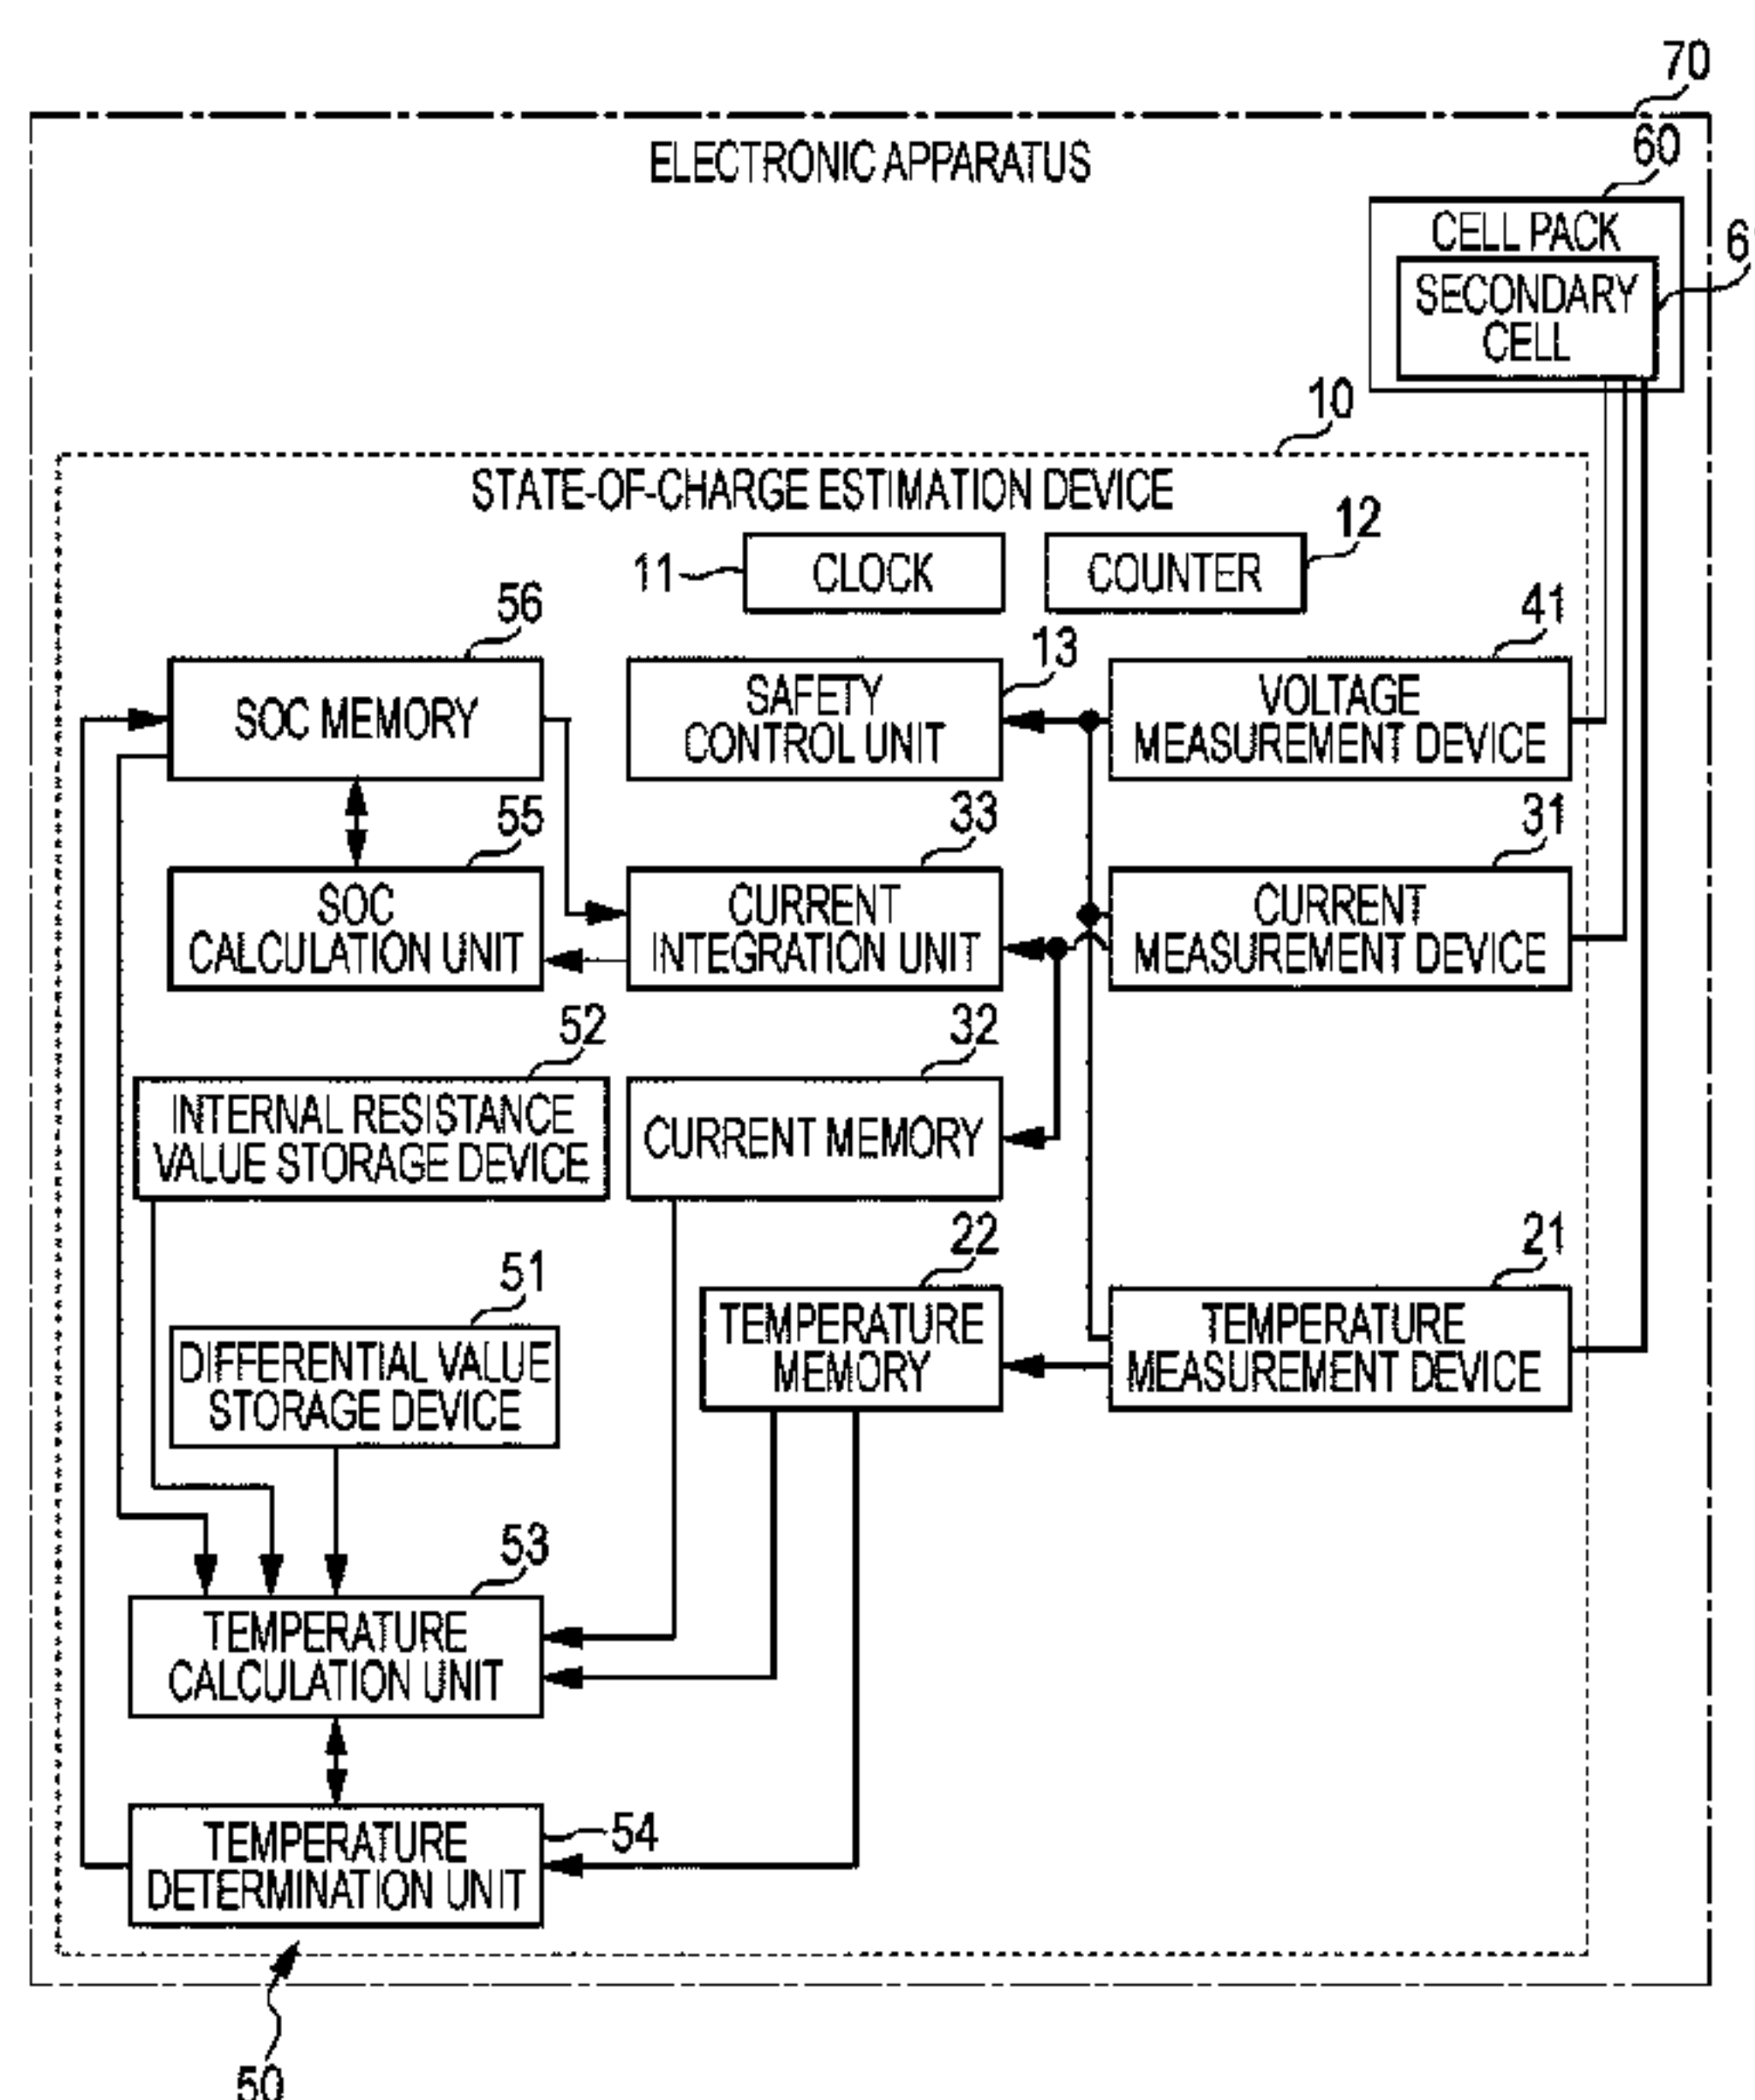 70
ELECTRONIC APPARATUS
60
CELL PACK
SECONDARY
CELL
10
STATE-OF-CHARGE ESTIMATION DEVICE
11
CLOCK
COUNTER
12
56
SOC MEMORY
13
SAFETY
CONTROL UNIT
41
VOLTAGE
MEASUREMENT DEVICE
55
SOC
CALCULATION UNIT
33
CURRENT
INTEGRATION UNIT
31
CURRENT
MEASUREMENT DEVICE
52
INTERNAL RESISTANCE
VALUE STORAGE DEVICE
32
CURRENT MEMORY
51
DIFFERENTIAL VALUE
STORAGE DEVICE
22
TEMPERATURE
MEMORY
21
TEMPERATURE
MEASUREMENT DEVICE
53
TEMPERATURE
CALCULATION UNIT
54
TEMPERATURE
DETERMINATION UNIT
50